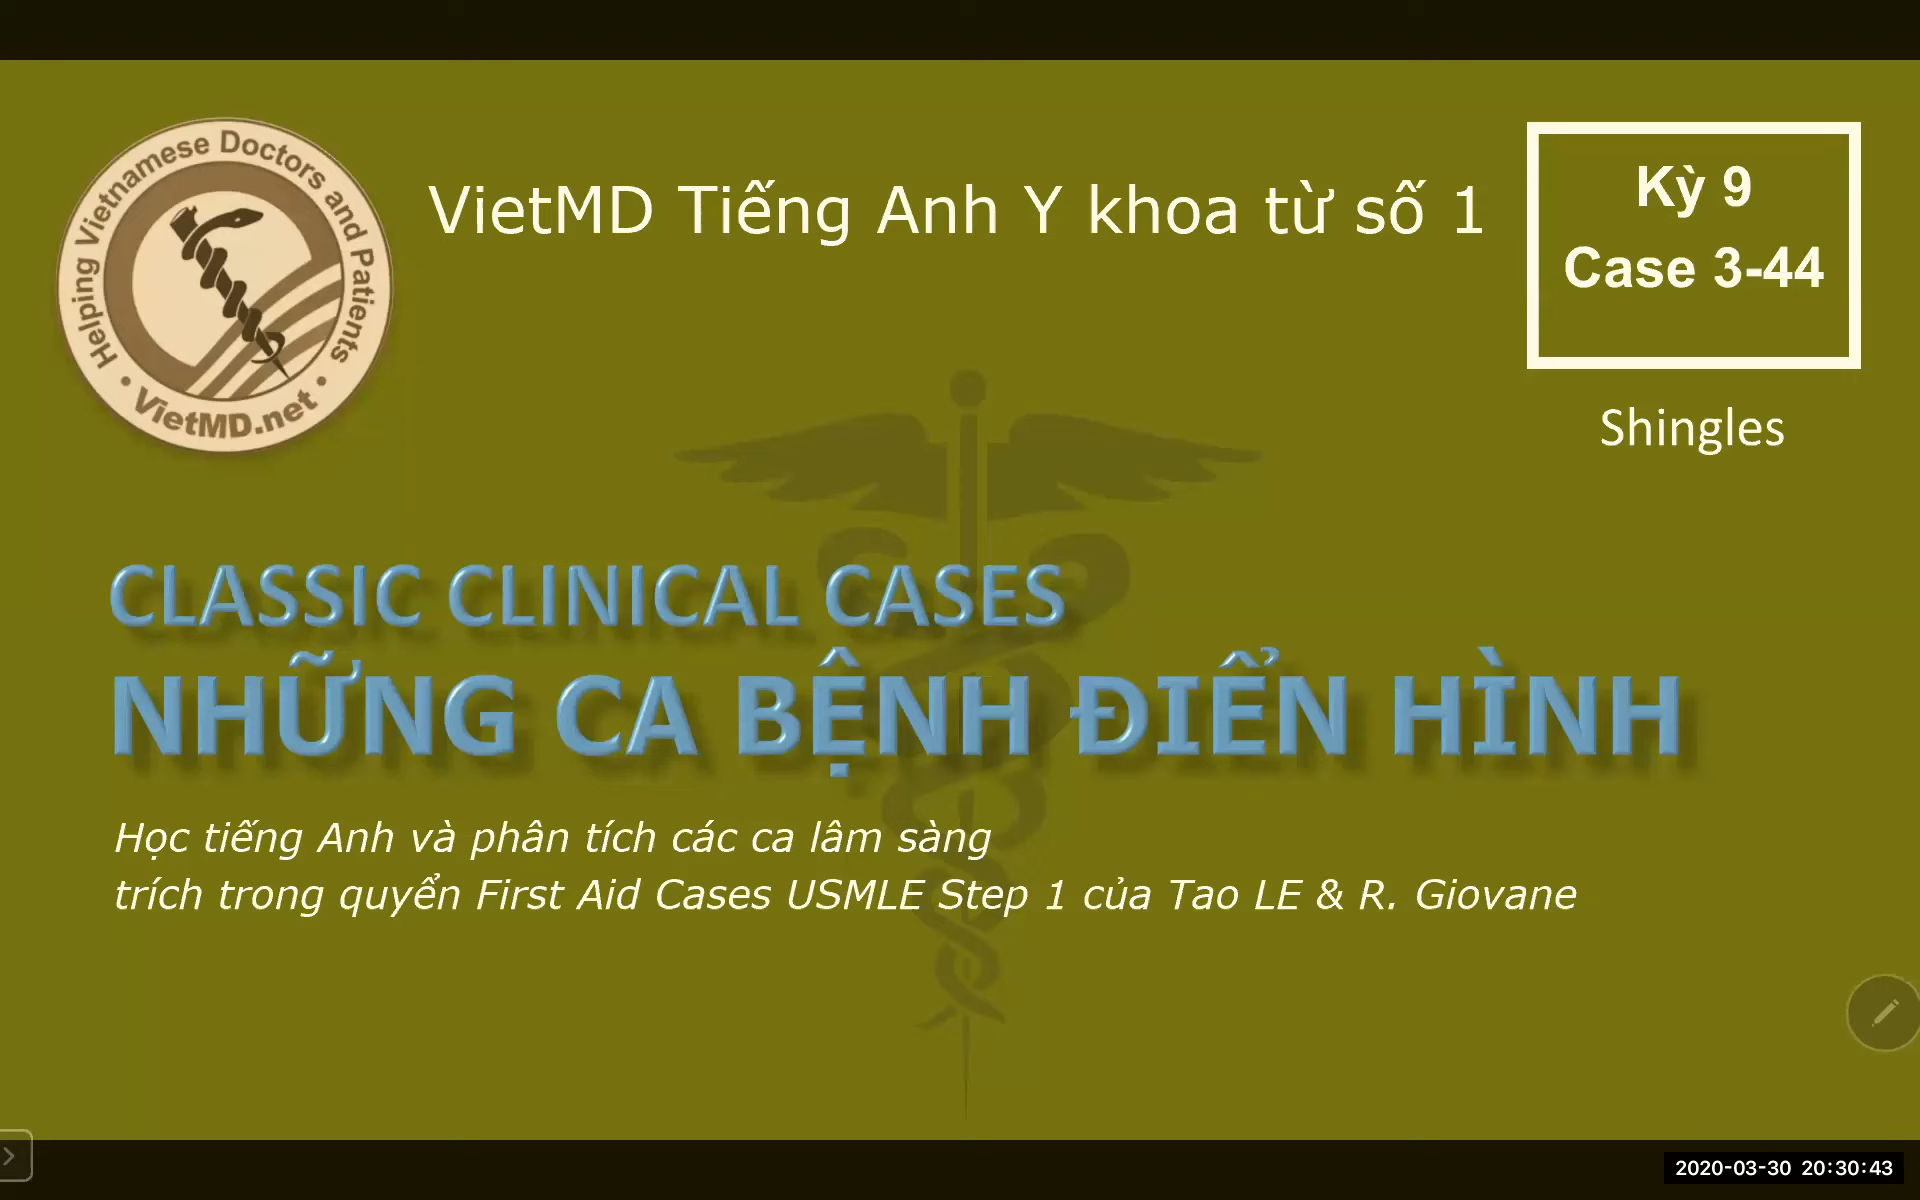 Helping Vietnamese Doctors and Patients
• VietMD.net •
VietMD Tiếng Anh Y khoa từ số 1
Kỳ 9
Case 3-44
Shingles
CLASSIC CLINICAL CASES
NHỮNG CA BỆNH ĐIỂN HÌNH
Học tiếng Anh và phân tích các ca lâm sàng
trích trong quyển First Aid Cases USMLE Step 1 của Tao LE & R. Giovane
2020-03-30 20:30:43